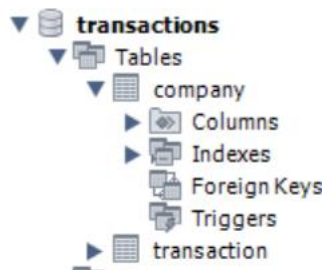 transactions
Tables
company
Columns
Indexes
Foreign Keys
Triggers
transaction